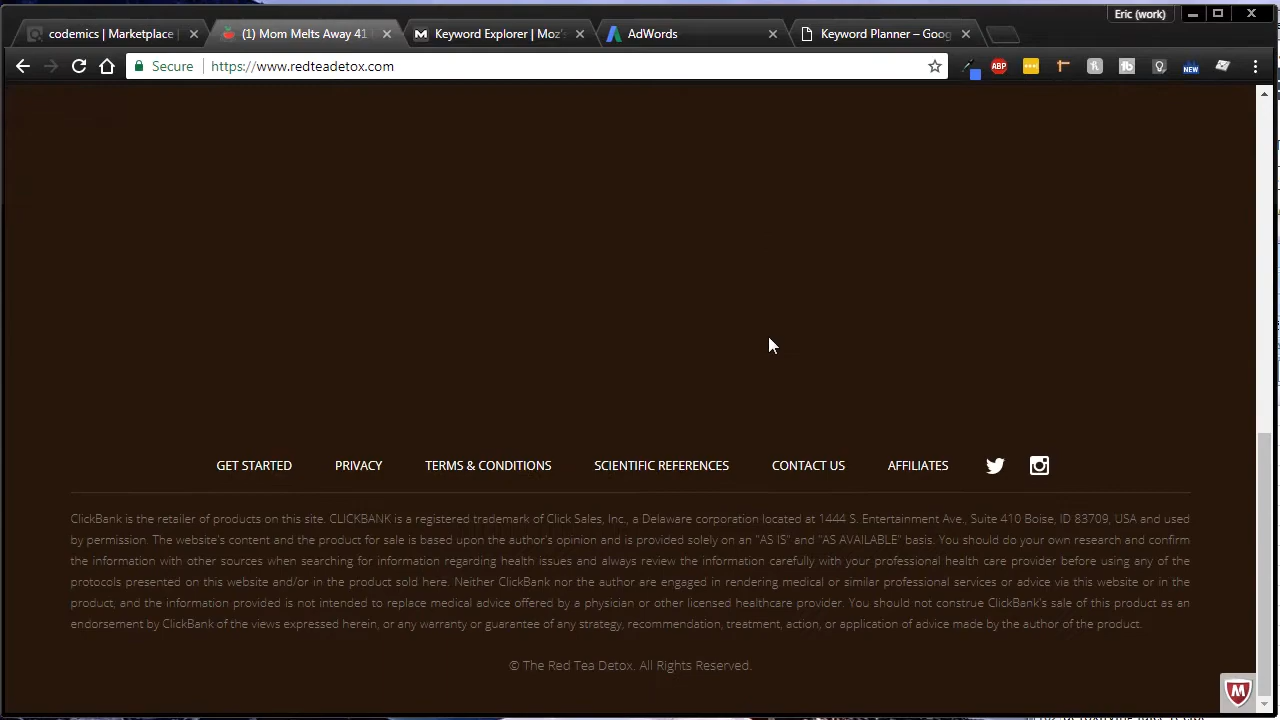 Eric (work)
codemics | Marketplace
(1) Mom Melts Away 41
Keyword Explorer | Moz's
AdWords
Keyword Planner – Goog
Secure
https://www.redteadetox.com
ABP
NEW
GET STARTED
PRIVACY
TERMS & CONDITIONS
SCIENTIFIC REFERENCES
CONTACT US
AFFILIATES
ClickBank is the retailer of products on this site. CLICKBANK is a registered trademark of Click Sales, Inc., a Delaware corporation located at 1444 S. Entertainment Ave., Suite 410 Boise, ID 83709, USA and used
by permission. The website's content and the product for sale is based upon the author's opinion and is provided solely on an "AS IS" and "AS AVAILABLE" basis. You should do your own research and confirm
the information with other sources when searching for information regarding health issues and always review the information carefully with your professional health care provider before using any of the
protocols presented on this website and/or in the product sold here. Neither ClickBank nor the author are engaged in rendering medical or similar professional services or advice via this website or in the
product, and the information provided is not intended to replace medical advice offered by a physician or other licensed healthcare provider. You should not construe ClickBank's sale of this product as an
endorsement by ClickBank of the views expressed herein, or any warranty or guarantee of any strategy, recommendation, treatment, action, or application of advice made by the author of the product.
© The Red Tea Detox. All Rights Reserved.